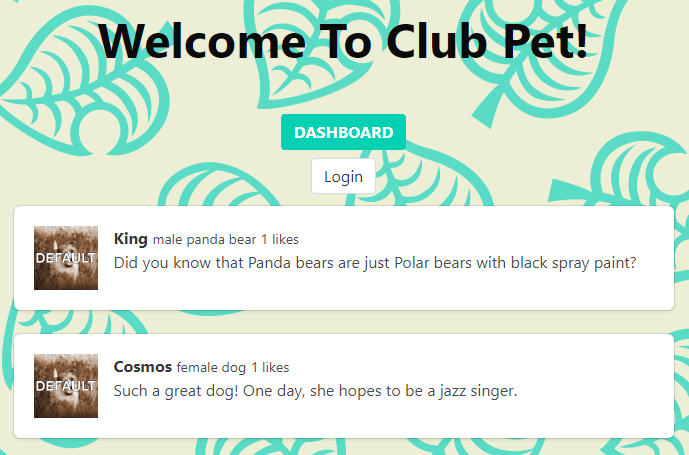 Welcome To Club Pet!
DASHBOARD
Login
King male panda bear 1 likes
DEFAULT
Did you know that Panda bears are just Polar bears with black spray paint?
Cosmos female dog 1 likes
DEFAULT
Such a great dog! One day, she hopes to be a jazz singer.